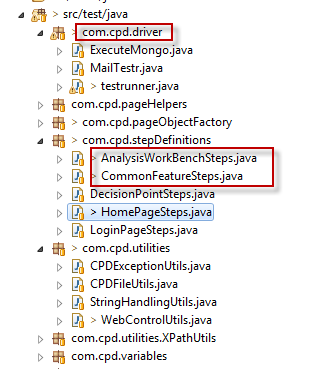 > src/test/java
> com.cpd.driver
ExecuteMongo.java
MailTestr.java
> testrunner.java
com.cpd.pageHelpers
> com.cpd.pageObjectFactory
> com.cpd.stepDefinitions
> AnalysisWorkBenchSteps.java
> CommonFeatureSteps.java
DecisionPointSteps.java
> HomePageSteps.java
LoginPageSteps.java
> com.cpd.utilities
CPDExceptionUtils.java
CPDFileUtils.java
StringHandlingUtils.java
> WebControlUtils.java
com.cpd.utilities.XPathUtils
com.cpd.variables